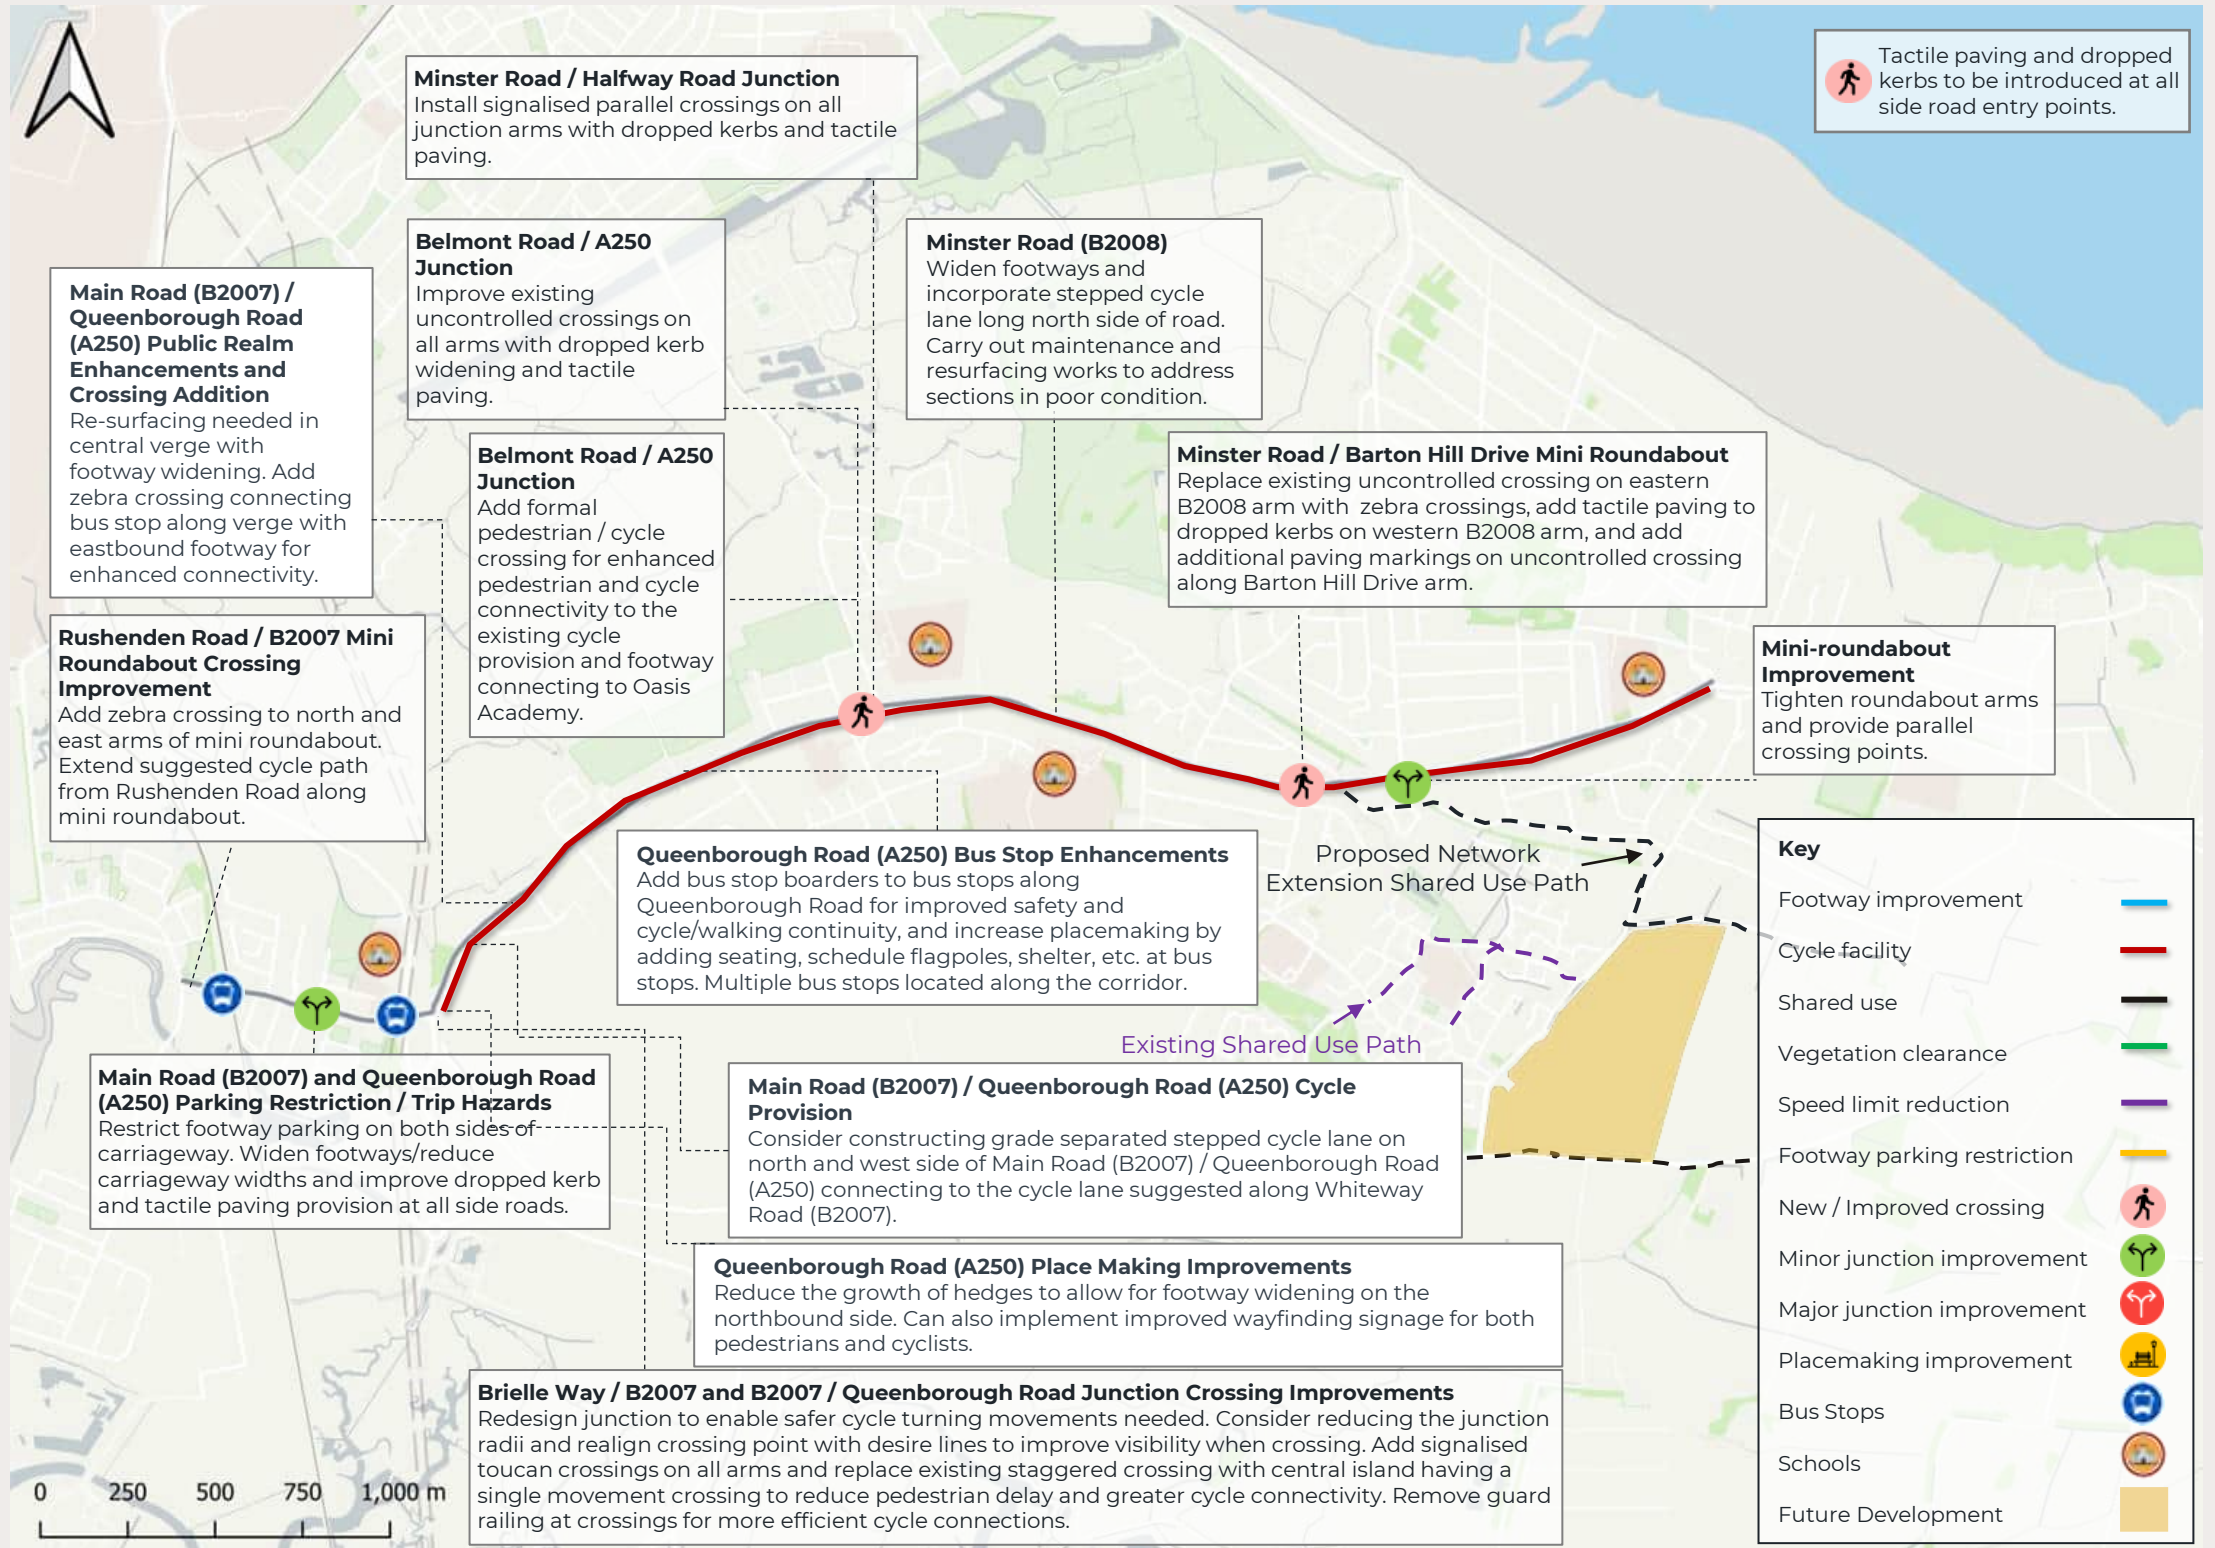 Tactile paving and dropped
kerbs to be introduced at all
side road entry points.
Minster Road / Halfway Road Junction
Install signalised parallel crossings on all
junction arms with dropped kerbs and tactile
paving.
Belmont Road / A250
Junction
Improve existing
uncontrolled crossings on
all arms with dropped kerb
widening and tactile
paving.
Minster Road (B2008)
Widen footways and
incorporate stepped cycle
lane long north side of road.
Carry out maintenance and
resurfacing works to address
sections in poor condition.
Main Road (B2007) /
Queenborough Road
(A250) Public Realm
Enhancements and
Crossing Addition
Re-surfacing needed in
central verge with
footway widening. Add
zebra crossing connecting
bus stop along verge with
eastbound footway for
enhanced connectivity.
Belmont Road / A250
Junction
Add formal
pedestrian / cycle
crossing for enhanced
pedestrian and cycle
connectivity to the
existing cycle
provision and footway
connecting to Oasis
Academy.
Minster Road / Barton Hill Drive Mini Roundabout
Replace existing uncontrolled crossing on eastern
B2008 arm with zebra crossings, add tactile paving to
dropped kerbs on western B2008 arm, and add
additional paving markings on uncontrolled crossing
along Barton Hill Drive arm.
Rushenden Road / B2007 Mini
Roundabout Crossing
Improvement
Add zebra crossing to north and
east arms of mini roundabout.
Extend suggested cycle path
from Rushenden Road along
mini roundabout.
Mini-roundabout
Improvement
Tighten roundabout arms
and provide parallel
crossing points.
Queenborough Road (A250) Bus Stop Enhancements
Add bus stop boarders to bus stops along
Queenborough Road for improved safety and
cycle/walking continuity, and increase placemaking by
adding seating, schedule flagpoles, shelter, etc. at bus
stops. Multiple bus stops located along the corridor.
Proposed Network
Extension Shared Use Path
Existing Shared Use Path
Main Road (B2007) and Queenborough Road
(A250) Parking Restriction / Trip Hazards
Restrict footway parking on both sides of
carriageway. Widen footways/reduce
carriageway widths and improve dropped kerb
and tactile paving provision at all side roads.
Main Road (B2007) / Queenborough Road (A250) Cycle
Provision
Consider constructing grade separated stepped cycle lane on
north and west side of Main Road (B2007) / Queenborough Road
(A250) connecting to the cycle lane suggested along Whiteway
Road (B2007).
Queenborough Road (A250) Place Making Improvements
Reduce the growth of hedges to allow for footway widening on the
northbound side. Can also implement improved wayfinding signage for both
pedestrians and cyclists.
Brielle Way / B2007 and B2007 / Queenborough Road Junction Crossing Improvements
Redesign junction to enable safer cycle turning movements needed. Consider reducing the junction
radii and realign crossing point with desire lines to improve visibility when crossing. Add signalised
toucan crossings on all arms and replace existing staggered crossing with central island having a
single movement crossing to reduce pedestrian delay and greater cycle connectivity. Remove guard
railing at crossings for more efficient cycle connections.
0 250 500 750 1,000 m
Key
Footway improvement
Cycle facility
Shared use
Vegetation clearance
Speed limit reduction
Footway parking restriction
New / Improved crossing
Minor junction improvement
Major junction improvement
Placemaking improvement
Bus Stops
Schools
Future Development